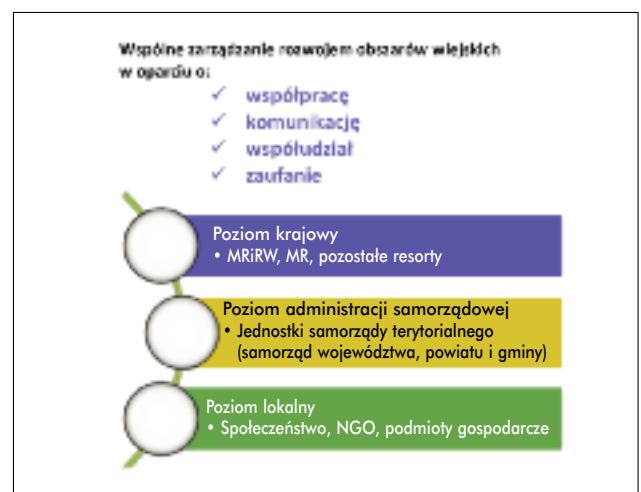 Wspólne zarządzanie rozwojem obszarów wiejskich
w oparciu o:
✓ współpracę
✓ komunikację
✓ współudział
✓ zaufanie
Poziom krajowy
• MRiRW, MR, pozostałe resorty
Poziom administracji samorządowej
• Jednostki samorządy terytorialnego
(samorząd województwa, powiatu i gminy)
Poziom lokalny
• Społeczeństwo, NGO, podmioty gospodarcze